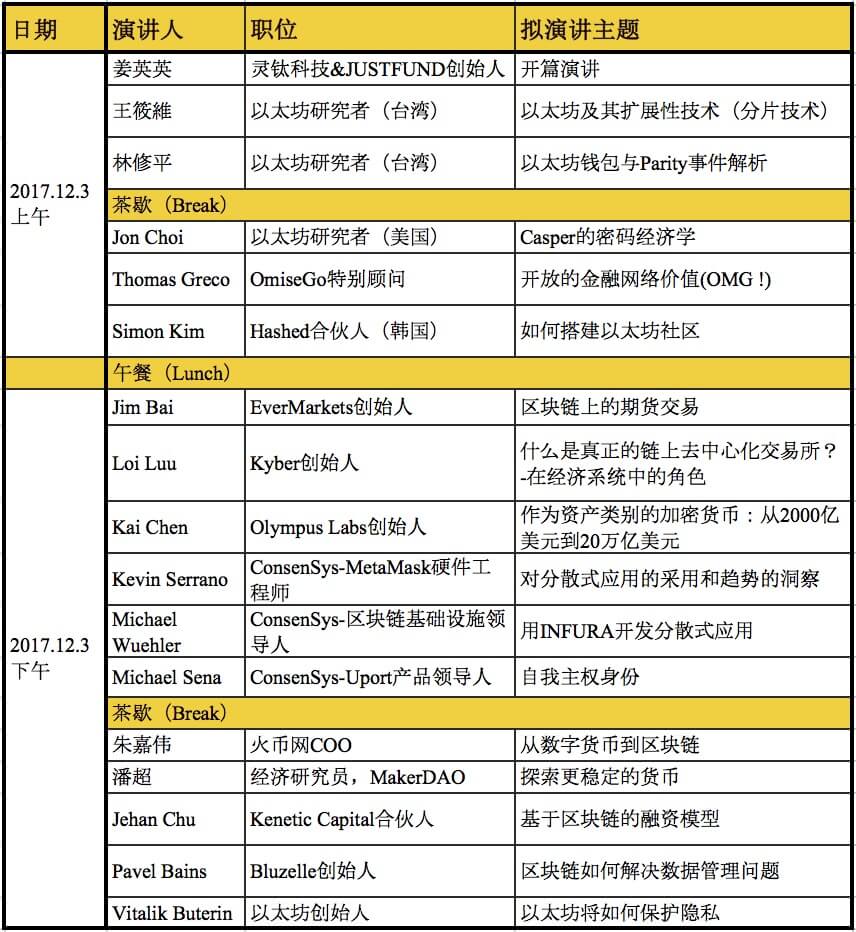 日期 演讲人 职位 拟演讲主题
2017.12.3
上午
姜英英 灵钛科技&JUSTFUND创始人 开篇演讲
王筱維 以太坊研究者（台湾） 以太坊及其扩展性技术（分片技术）
林修平 以太坊研究者（台湾） 以太坊钱包与Parity事件解析
茶歇（Break）
Jon Choi 以太坊研究者（美国） Casper的密码经济学
Thomas Greco OmiseGo特别顾问 开放的金融网络价值(OMG !)
Simon Kim Hashed合伙人（韩国） 如何搭建以太坊社区
午餐（Lunch）
2017.12.3
下午
Jim Bai EverMarkets创始人 区块链上的期货交易
Loi Luu Kyber创始人 什么是真正的链上去中心化交易所？
-在经济系统中的角色
Kai Chen Olympus Labs创始人 作为资产类别的加密货币：从2000亿
美元到20万亿美元
Kevin Serrano ConsenSys-MetaMask硬件工
程师 对分散式应用的采用和趋势的洞察
Michael
Wuehler ConsenSys-区块链基础设施领
导人 用INFURA开发分散式应用
Michael Sena ConsenSys-Uport产品领导人 自我主权身份
茶歇（Break）
朱嘉伟 火币网COO 从数字货币到区块链
潘超 经济研究员，MakerDAO 探索更稳定的货币
Jehan Chu Kenetic Capital合伙人 基于区块链的融资模型
Pavel Bains Bluzelle创始人 区块链如何解决数据管理问题
Vitalik Buterin 以太坊创始人 以太坊将如何保护隐私